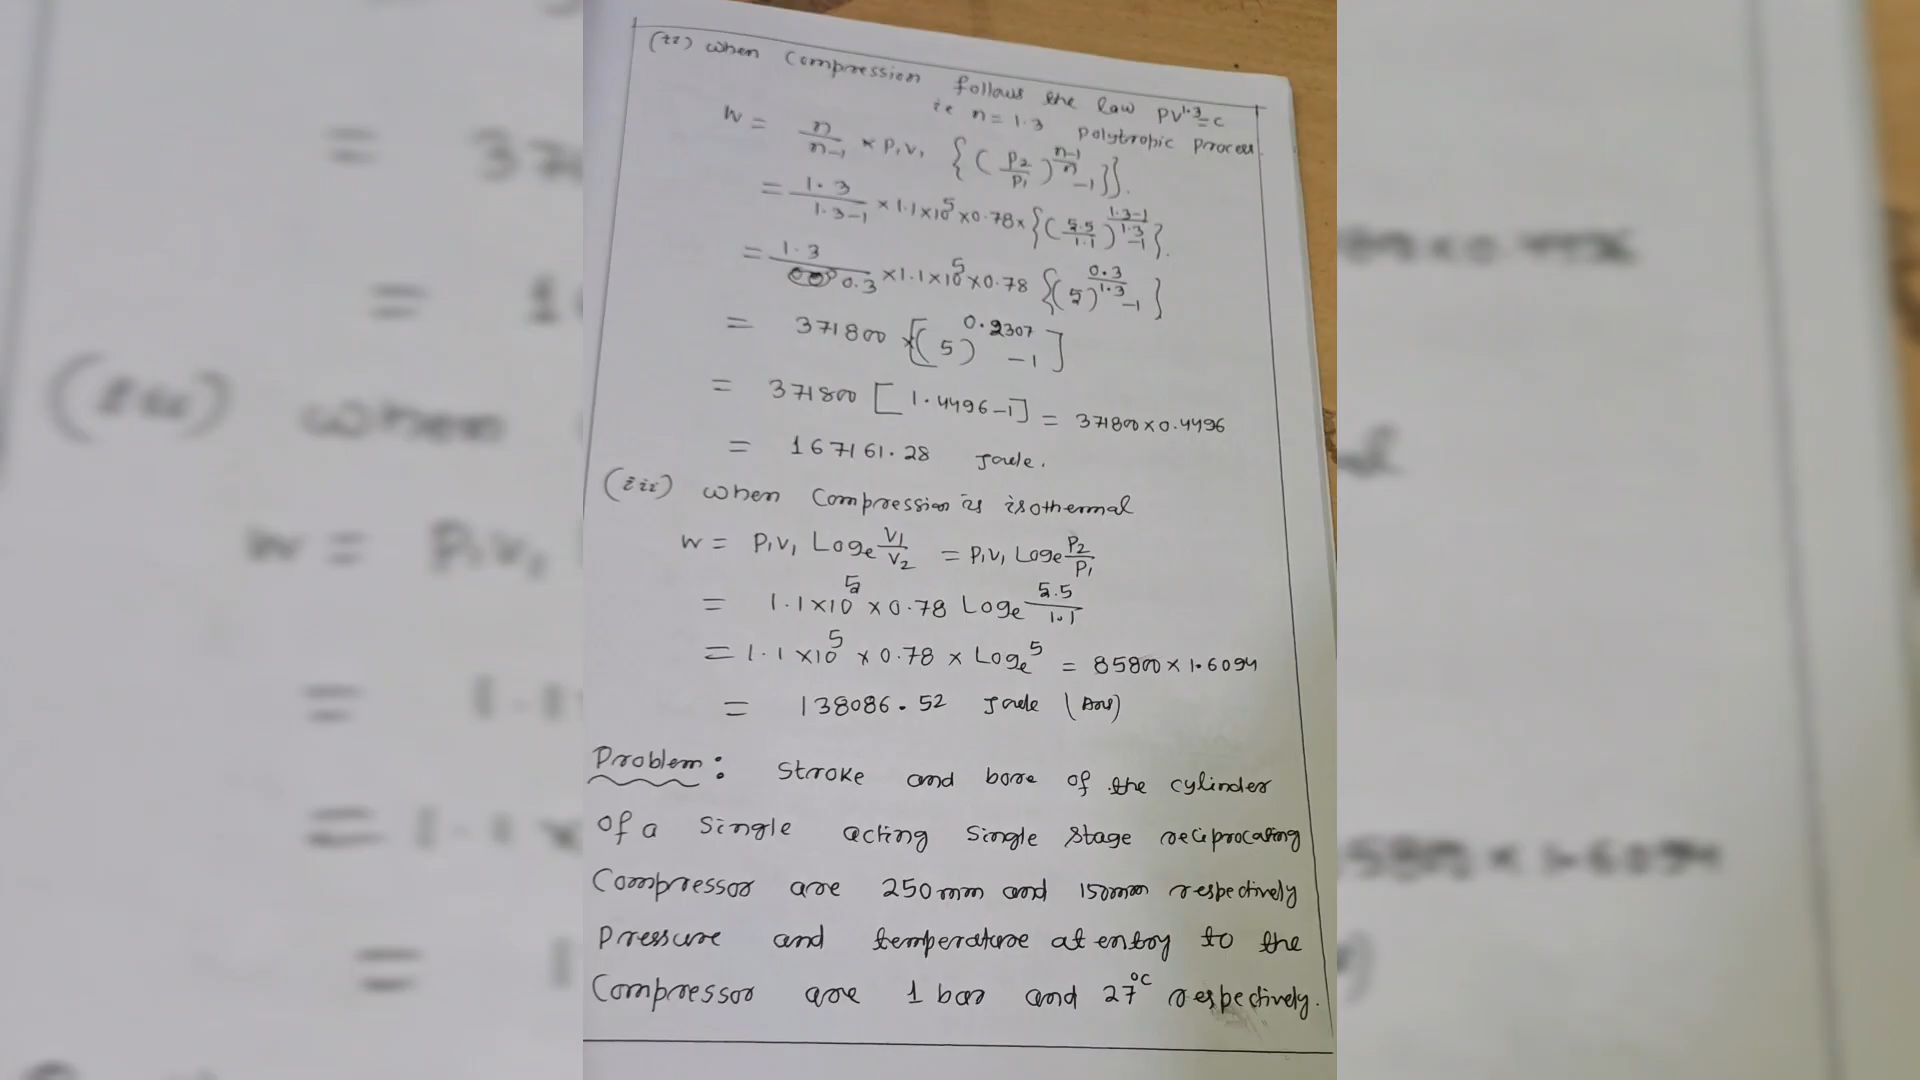 (ii) when compression follows the law PV^1.3=c
ie n = 1.3 polytropic process
W = n/n-1 × P1V1 {(P2/P1)^n-1/n -1}}.
= 1.3/1.3-1 × 1.1×10^5 ×0.78× {(5.5/1.1)^1.3-1/1.3 -1}.
= 1.3/0.3 ×1.1×10^5×0.78 {(5)^0.3/1.3 -1}
= 371800 ×[(5)^0.2307 -1]
= 371800 [1.4496-1] = 371800×0.4496
= 167161.28 Joule.
(iii) when compression is isothermal
W = P1V1 Loge V1/V2 = P1V1 Loge P2/P1
= 1.1×10^5 ×0.78 Loge 5.5/1.1
= 1.1×10^5 × 0.78 × Loge^5 = 85800 × 1.6094
= 138086.52 Joule (Ans)
Problem: Stroke and bore of the cylinder
of a single acting single stage reciprocating
Compressor are 250mm and 150mm respectively
Pressure and temperature at entry to the
Compressor are 1 bar and 27°C respectively.